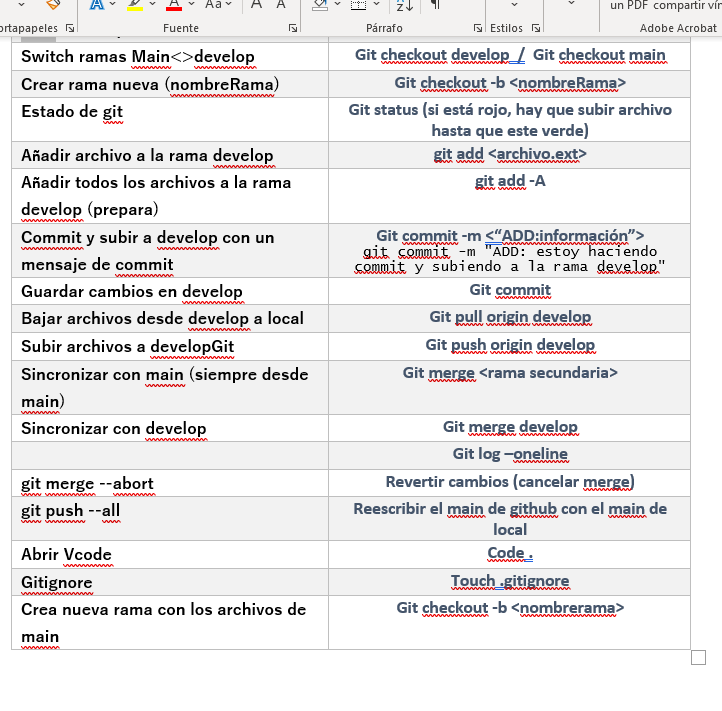 un PDF compartir vín
ortapapeles
Fuente
Párrafo
Estilos
Adobe Acrobat
Switch ramas Main<>develop
Git checkout develop / Git checkout main
Crear rama nueva (nombreRama)
Git checkout -b <nombreRama>
Estado de git
Git status (si está rojo, hay que subir archivo
hasta que este verde)
Añadir archivo a la rama develop
git add <archivo.ext>
Añadir todos los archivos a la rama
develop (prepara)
git add -A
Commit y subir a develop con un
mensaje de commit
Git commit -m <“ADD:información”>
git commit -m "ADD: estoy haciendo
commit y subiendo a la rama develop"
Guardar cambios en develop
Git commit
Bajar archivos desde develop a local
Git pull origin develop
Subir archivos a developGit
Git push origin develop
Sincronizar con main (siempre desde
main)
Git merge <rama secundaria>
Sincronizar con develop
Git merge develop
Git log –oneline
git merge --abort
Revertir cambios (cancelar merge)
git push --all
Reescribir el main de github con el main de
local
Abrir Vcode
Code .
Gitignore
Touch .gitignore
Crea nueva rama con los archivos de
main
Git checkout -b <nombrerama>